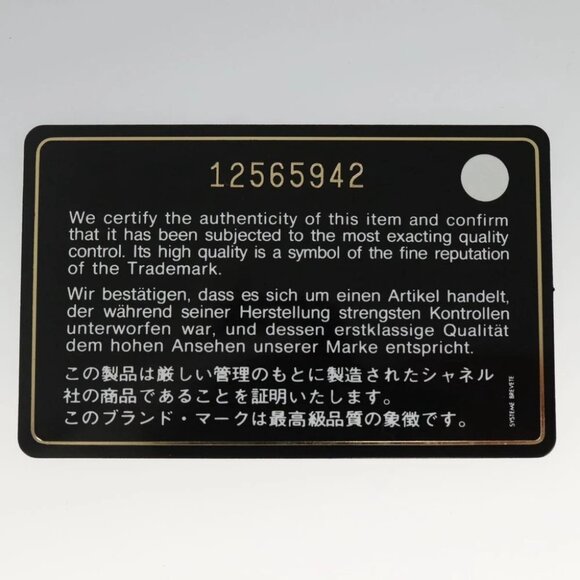 12565942
We certify the authenticity of this item and confirm
that it has been subjected to the most exacting quality
control. Its high quality is a symbol of the fine reputation
of the Trademark.
Wir bestätigen, dass es sich um einen Artikel handelt,
der während seiner Herstellung strengsten Kontrollen
unterworfen war, und dessen erstklassige Qualität
dem hohen Ansehen unserer Marke entspricht.
この製品は厳しい管理のもとに製造されたシャネル
社の商品であることを証明いたします。
このブランド・マークは最高級品質の象徴です。
SYSTEME BREVETE